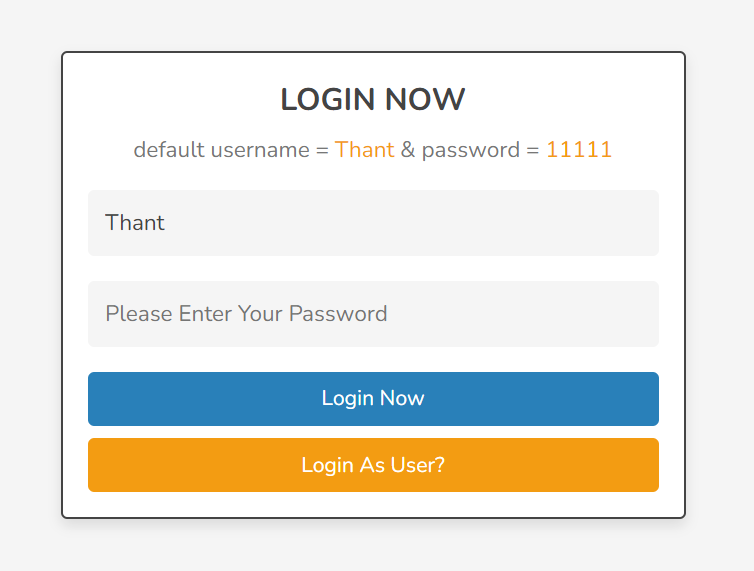 LOGIN NOW
default username = Thant & password = 11111
Thant
Please Enter Your Password
Login Now
Login As User?